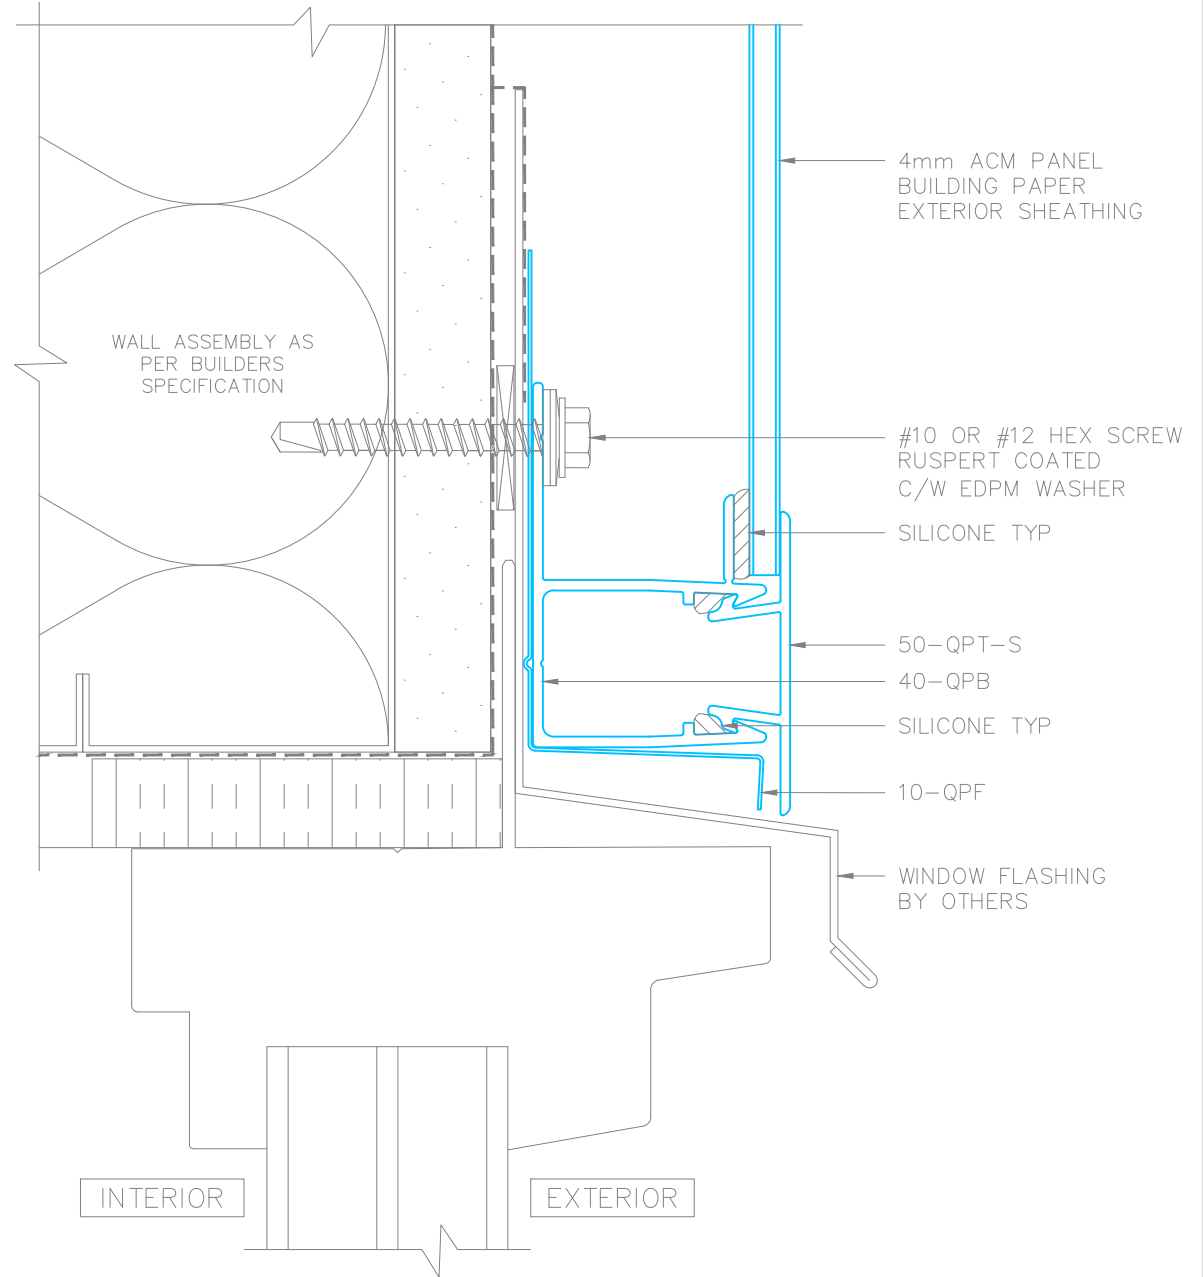 4mm ACM PANEL
BUILDING PAPER
EXTERIOR SHEATHING
WALL ASSEMBLY AS
PER BUILDERS
SPECIFICATION
#10 OR #12 HEX SCREW
RUSPERT COATED
C/W EDPM WASHER
SILICONE TYP
50-QPT-S
40-QPB
SILICONE TYP
10-QPF
WINDOW FLASHING
BY OTHERS
INTERIOR
EXTERIOR